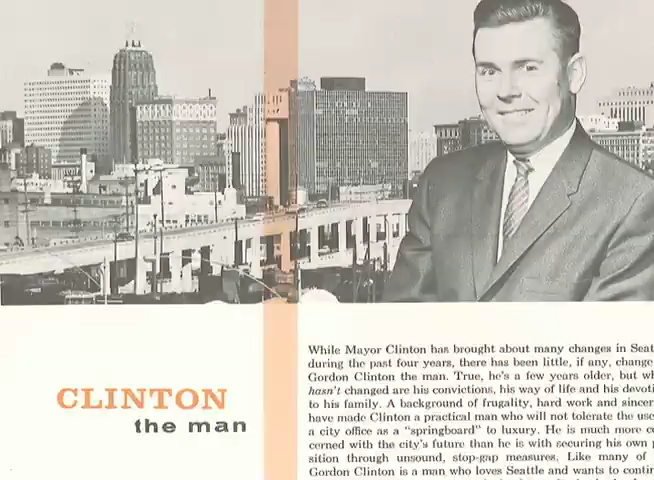 CLINTON
the man
While Mayor Clinton has brought about many changes in Seat
during the past four years, there has been little, if any, change
Gordon Clinton the man. True, he's a few years older, but wh
hasn't changed are his convictions, his way of life and his devoti
to his family. A background of frugality, hard work and sincer
have made Clinton a practical man who will not tolerate the use
a city office as a "springboard" to luxury. He is much more co
cerned with the city's future than he is with securing his own p
sition through unsound, stop-gap measures. Like many of
Gordon Clinton is a man who loves Seattle and wants to contin